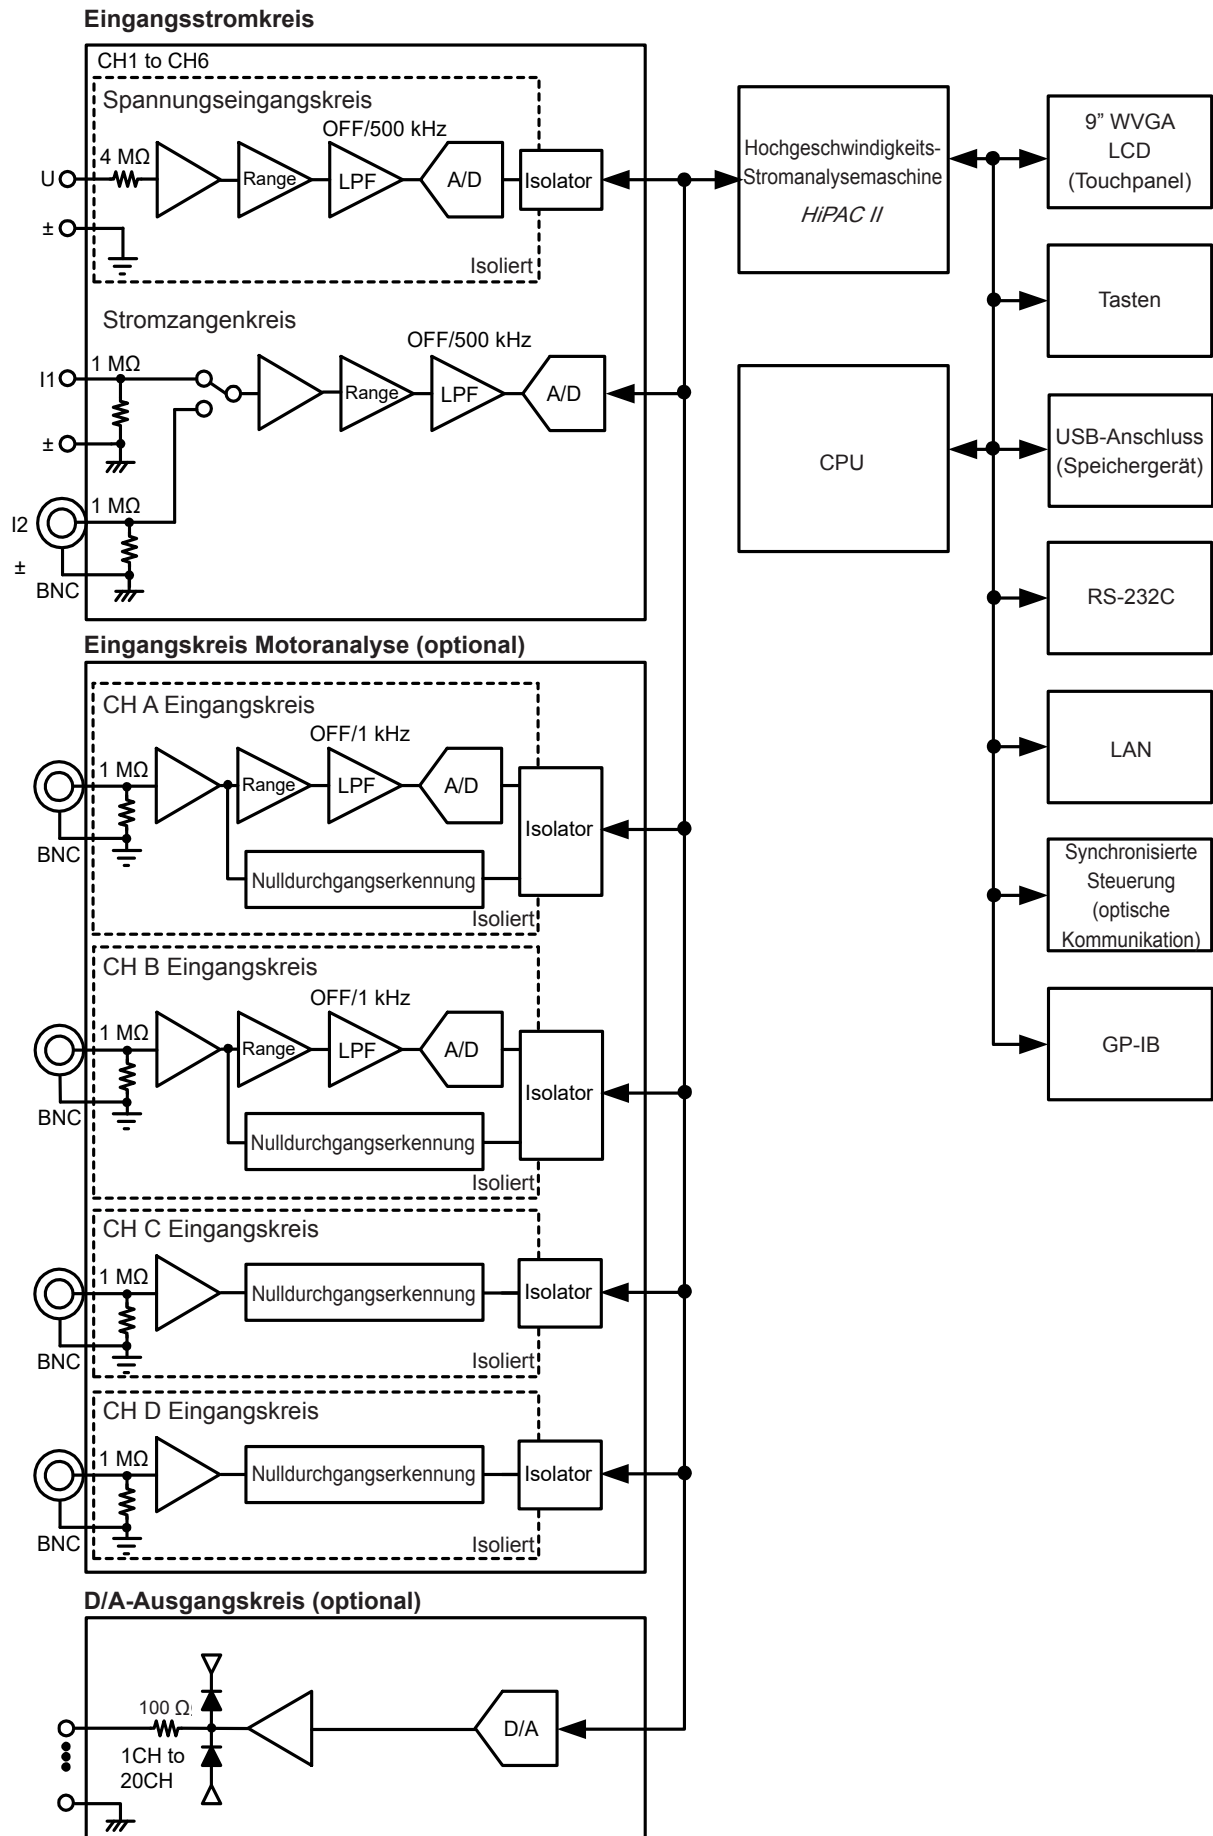 Eingangsstromkreis
CH1 to CH6
Spannungseingangskreis
OFF/500 kHz
4 MΩ
U
Range
LPF
A/D
Isolator
±
Isoliert
Stromzangenkreis
OFF/500 kHz
1 MΩ
I1
Range
LPF
A/D
±
1 MΩ
I2
±
BNC
Eingangskreis Motoranalyse (optional)
CH A Eingangskreis
OFF/1 kHz
1 MΩ
Range
LPF
A/D
Isolator
BNC
Nulldurchgangserkennung
Isoliert
CH B Eingangskreis
OFF/1 kHz
1 MΩ
Range
LPF
A/D
Isolator
BNC
Nulldurchgangserkennung
Isoliert
CH C Eingangskreis
1 MΩ
Nulldurchgangserkennung
Isolator
BNC
Isoliert
CH D Eingangskreis
1 MΩ
Nulldurchgangserkennung
Isolator
BNC
Isoliert
D/A-Ausgangskreis (optional)
100 Ω
D/A
1CH to
20CH
Hochgeschwindigkeits-
Stromanalysemaschine
HiPAC II
CPU
9” WVGA
LCD
(Touchpanel)
Tasten
USB-Anschluss
(Speichergerät)
RS-232C
LAN
Synchronisierte
Steuerung
(optische
Kommunikation)
GP-IB